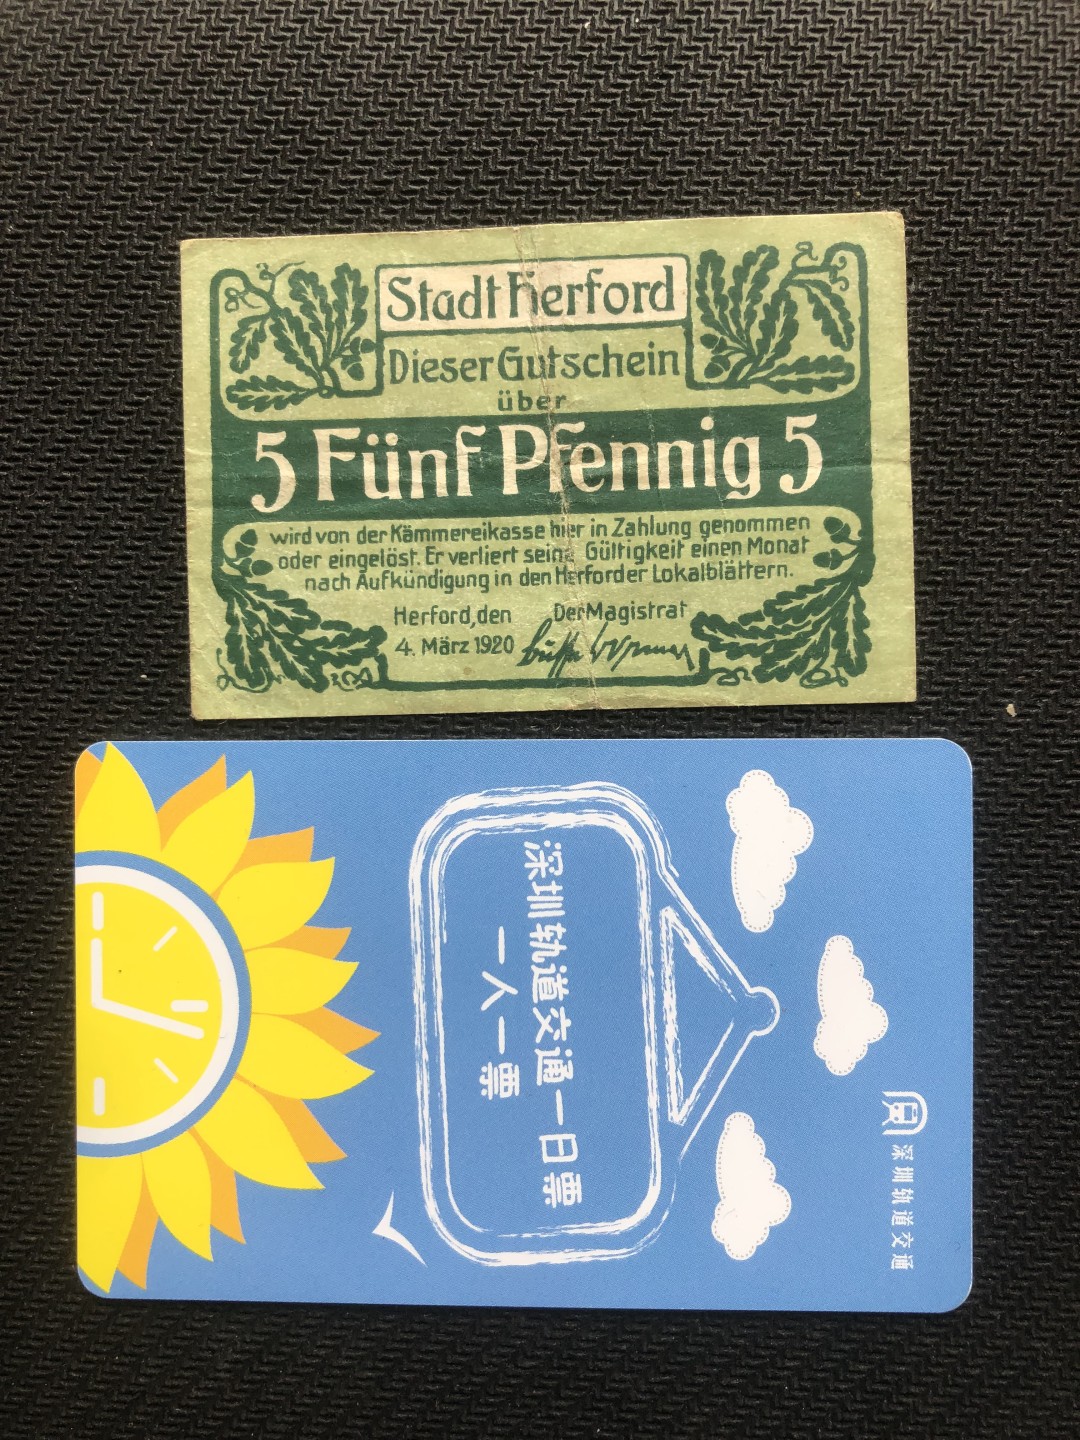 Stadt Herford
Dieser Gutschein
über
5 Fünf Pfennig 5
wird von der Kämmereikasse hier in Zahlung genommen
oder eingelöst. Er verliert seine Gültigkeit einen Monat
nach Aufkündigung in den Herforder Lokalblättern.
Herford, den
4. März 1920
Der Magistrat
深圳轨道交通
深圳轨道交通一日票
一人一票